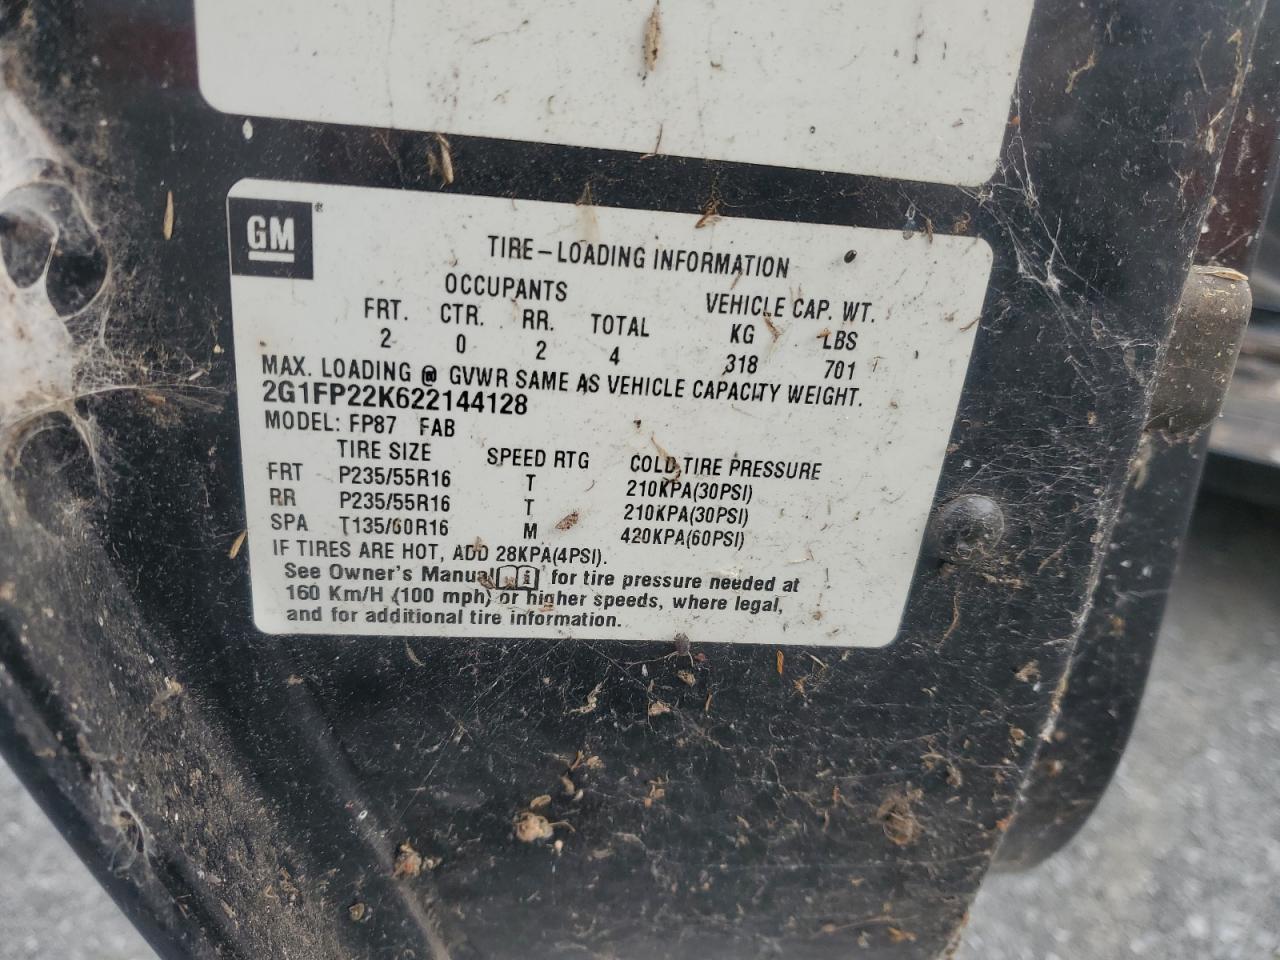 GM ®
TIRE-LOADING INFORMATION
OCCUPANTS VEHICLE CAP. WT.
FRT. CTR. RR. TOTAL KG LBS
2 0 2 4 318 701
MAX. LOADING @ GVWR SAME AS VEHICLE CAPACITY WEIGHT.
2G1FP22K622144128
MODEL: FP87 FAB
TIRE SIZE SPEED RTG COLD TIRE PRESSURE
FRT P235/55R16 T 210KPA(30PSI)
RR P235/55R16 T 210KPA(30PSI)
SPA T135/60R16 M 420KPA(60PSI)
IF TIRES ARE HOT, ADD 28KPA(4PSI).
See Owner's Manual for tire pressure needed at
160 Km/H (100 mph) or higher speeds, where legal,
and for additional tire information.